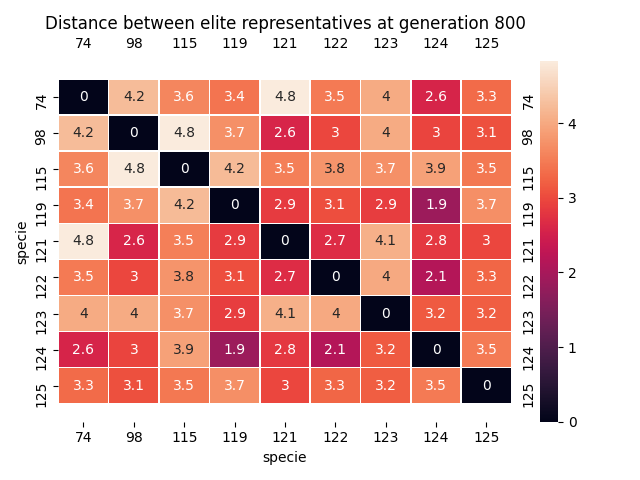 Distance between elite representatives at generation 800
74 98 115 119 121 122 123 124 125
74 0 4.2 3.6 3.4 4.8 3.5 4 2.6 3.3 74
98 4.2 0 4.8 3.7 2.6 3 4 3 3.1 98
115 3.6 4.8 0 4.2 3.5 3.8 3.7 3.9 3.5 115
119 3.4 3.7 4.2 0 2.9 3.1 2.9 1.9 3.7 119
121 4.8 2.6 3.5 2.9 0 2.7 4.1 2.8 3 121
122 3.5 3 3.8 3.1 2.7 0 4 2.1 3.3 122
123 4 4 3.7 2.9 4.1 4 0 3.2 3.2 123
124 2.6 3 3.9 1.9 2.8 2.1 3.2 0 3.5 124
125 3.3 3.1 3.5 3.7 3 3.3 3.2 3.5 0 125
74 98 115 119 121 122 123 124 125
specie
specie
4
3
2
1
0